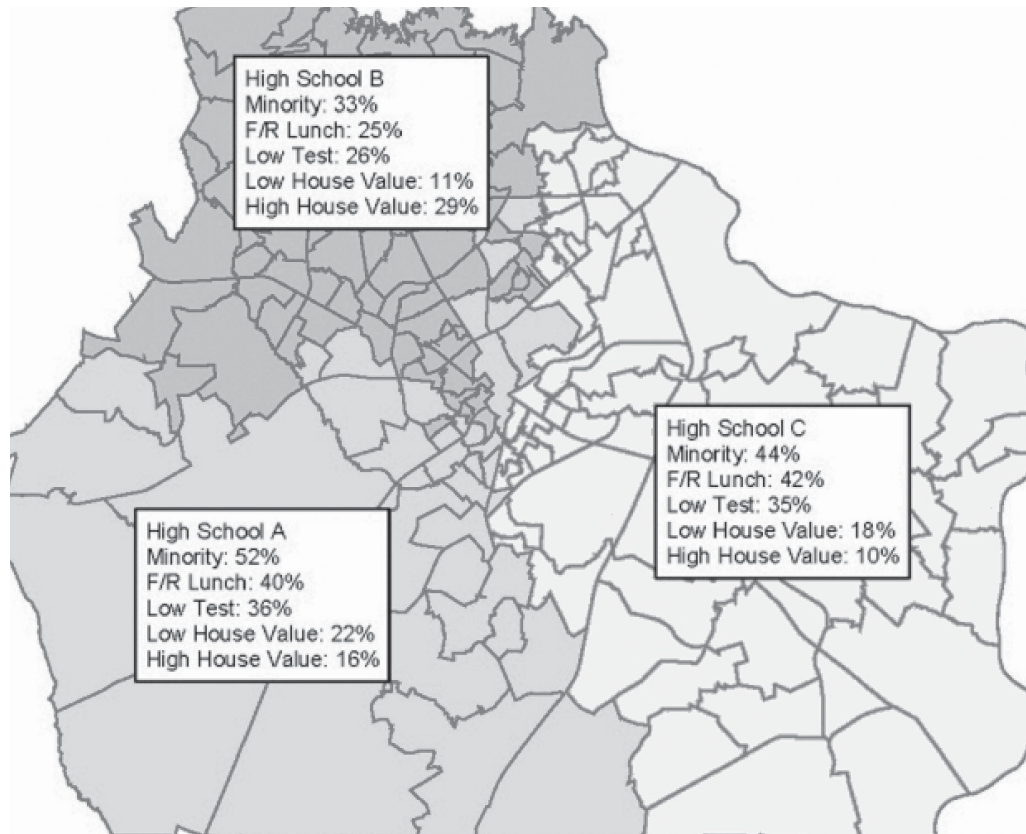 High School B
Minority: 33%
F/R Lunch: 25%
Low Test: 26%
Low House Value: 11%
High House Value: 29%
High School C
Minority: 44%
F/R Lunch: 42%
Low Test: 35%
Low House Value: 18%
High House Value: 10%
High School A
Minority: 52%
F/R Lunch: 40%
Low Test: 36%
Low House Value: 22%
High House Value: 16%